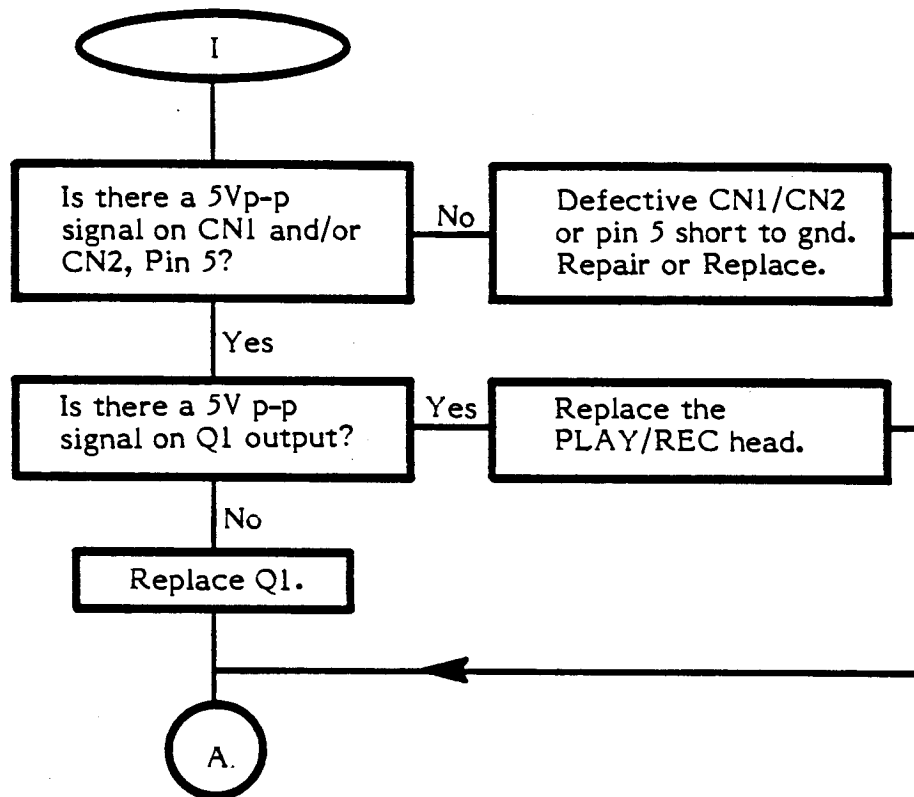 I
Is there a 5Vp-p
signal on CN1 and/or
CN2, Pin 5?
No
Defective CN1/CN2
or pin 5 short to gnd.
Repair or Replace.
Yes
Is there a 5V p-p
signal on Q1 output?
Yes
Replace the
PLAY/REC head.
No
Replace Q1.
A.